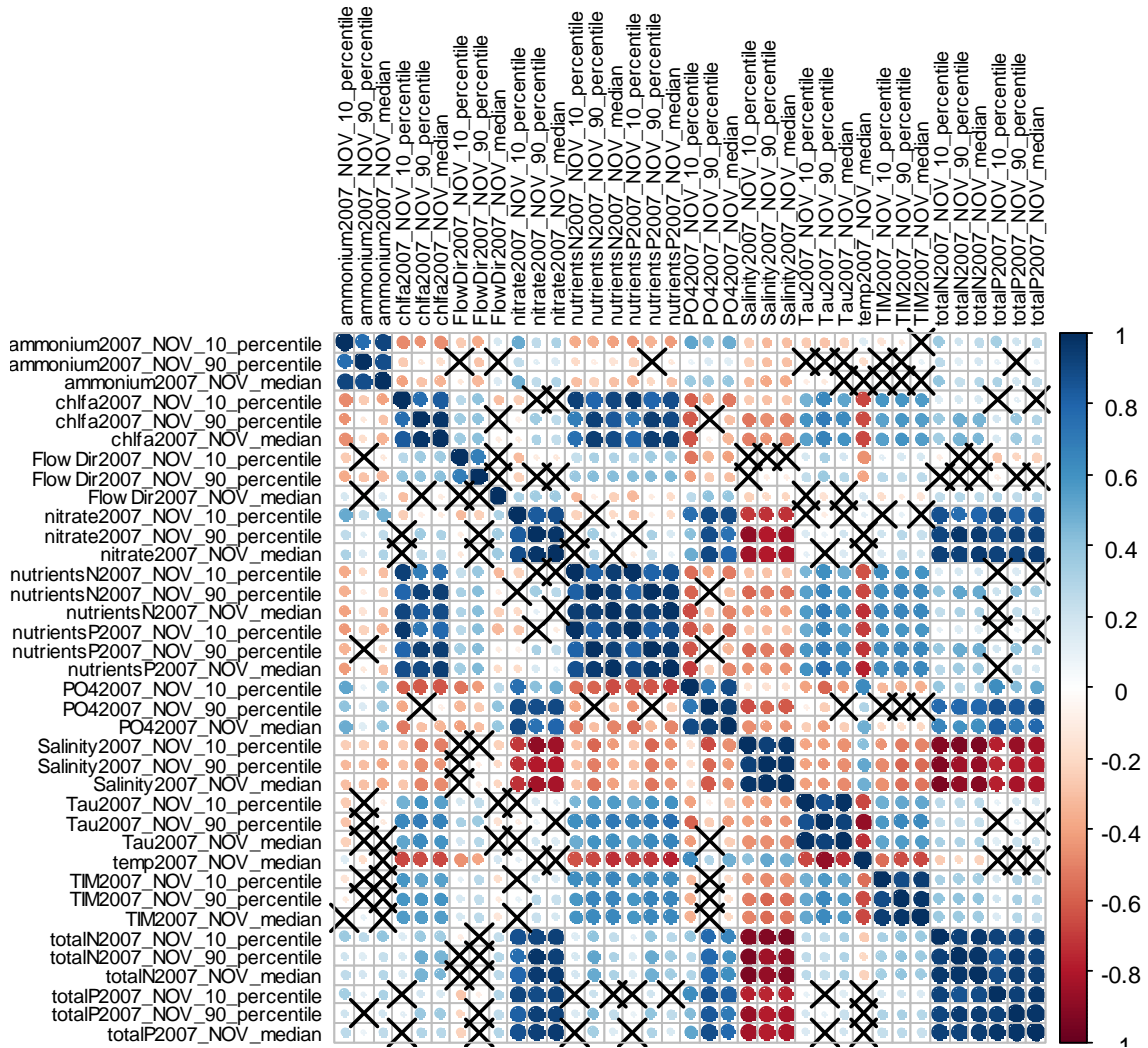 ammonium2007_NOV_10_percentile
ammonium2007_NOV_90_percentile
ammonium2007_NOV_median
chlfa2007_NOV_10_percentile
chlfa2007_NOV_90_percentile
chlfa2007_NOV_median
FlowDir2007_NOV_10_percentile
FlowDir2007_NOV_90_percentile
FlowDir2007_NOV_median
nitrate2007_NOV_10_percentile
nitrate2007_NOV_90_percentile
nitrate2007_NOV_median
nutrientsN2007_NOV_10_percentile
nutrientsN2007_NOV_90_percentile
nutrientsN2007_NOV_median
nutrientsP2007_NOV_10_percentile
nutrientsP2007_NOV_90_percentile
nutrientsP2007_NOV_median
PO42007_NOV_10_percentile
PO42007_NOV_90_percentile
PO42007_NOV_median
Salinity2007_NOV_10_percentile
Salinity2007_NOV_90_percentile
Salinity2007_NOV_median
Tau2007_NOV_10_percentile
Tau2007_NOV_90_percentile
Tau2007_NOV_median
temp2007_NOV_median
TIM2007_NOV_10_percentile
TIM2007_NOV_90_percentile
TIM2007_NOV_median
totalN2007_NOV_10_percentile
totalN2007_NOV_90_percentile
totalN2007_NOV_median
totalP2007_NOV_10_percentile
totalP2007_NOV_90_percentile
totalP2007_NOV_median
ammonium2007_NOV_10_percentile
ammonium2007_NOV_90_percentile
ammonium2007_NOV_median
chlfa2007_NOV_10_percentile
chlfa2007_NOV_90_percentile
chlfa2007_NOV_median
Flow Dir2007_NOV_10_percentile
Flow Dir2007_NOV_90_percentile
Flow Dir2007_NOV_median
nitrate2007_NOV_10_percentile
nitrate2007_NOV_90_percentile
nitrate2007_NOV_median
nutrientsN2007_NOV_10_percentile
nutrientsN2007_NOV_90_percentile
nutrientsN2007_NOV_median
nutrientsP2007_NOV_10_percentile
nutrientsP2007_NOV_90_percentile
nutrientsP2007_NOV_median
PO42007_NOV_10_percentile
PO42007_NOV_90_percentile
PO42007_NOV_median
Salinity2007_NOV_10_percentile
Salinity2007_NOV_90_percentile
Salinity2007_NOV_median
Tau2007_NOV_10_percentile
Tau2007_NOV_90_percentile
Tau2007_NOV_median
temp2007_NOV_median
TIM2007_NOV_10_percentile
TIM2007_NOV_90_percentile
TIM2007_NOV_median
totalN2007_NOV_10_percentile
totalN2007_NOV_90_percentile
totalN2007_NOV_median
totalP2007_NOV_10_percentile
totalP2007_NOV_90_percentile
totalP2007_NOV_median
1
0.8
0.6
0.4
0.2
0
-0.2
-0.4
-0.6
-0.8
-1